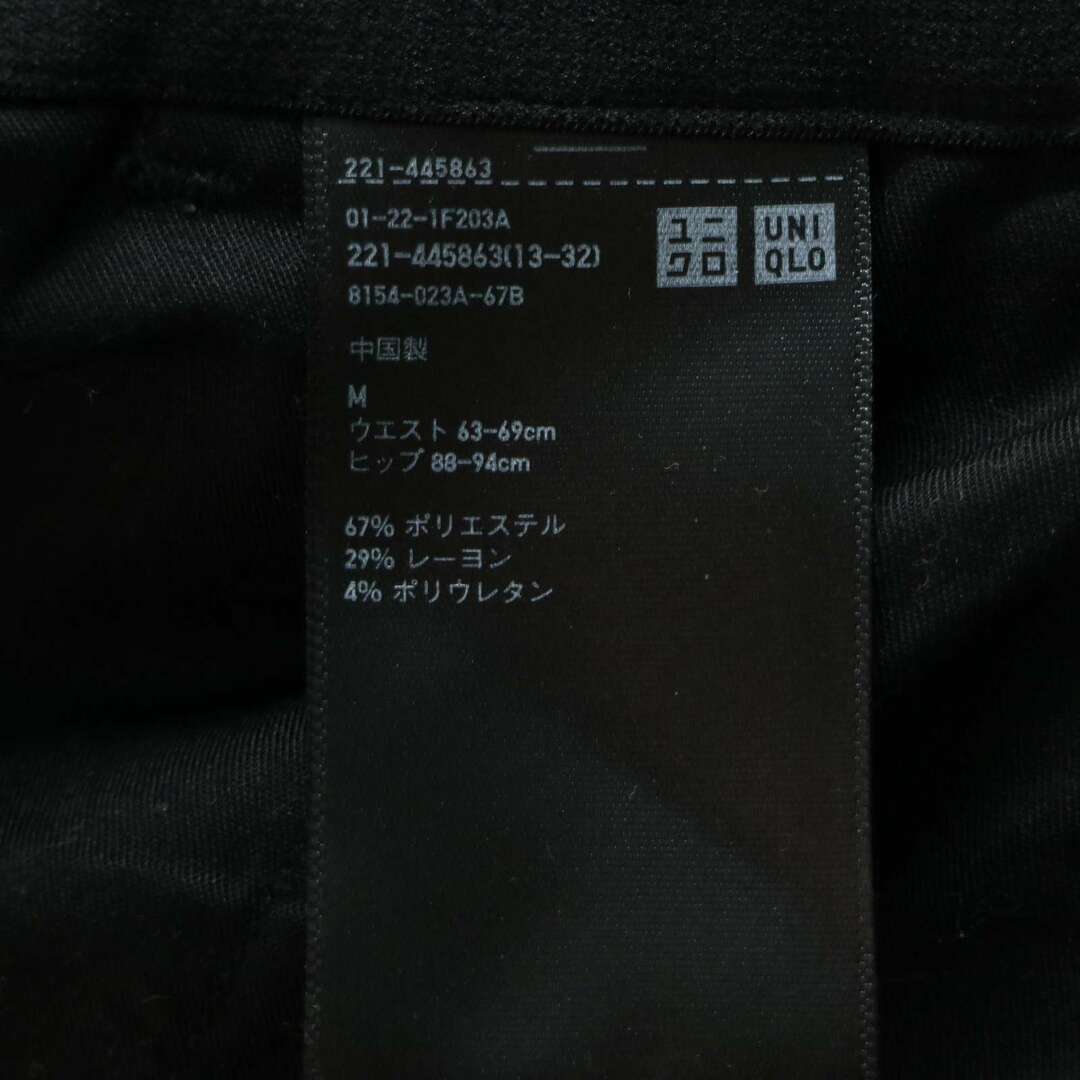 221-445863
01-22-1F203A
221-445863(13-32)
8154-023A-67B
ユニ
クロ
UNI
QLO
中国製
M
ウエスト 63-69cm
ヒップ 88-94cm
67% ポリエステル
29% レーヨン
4% ポリウレタン